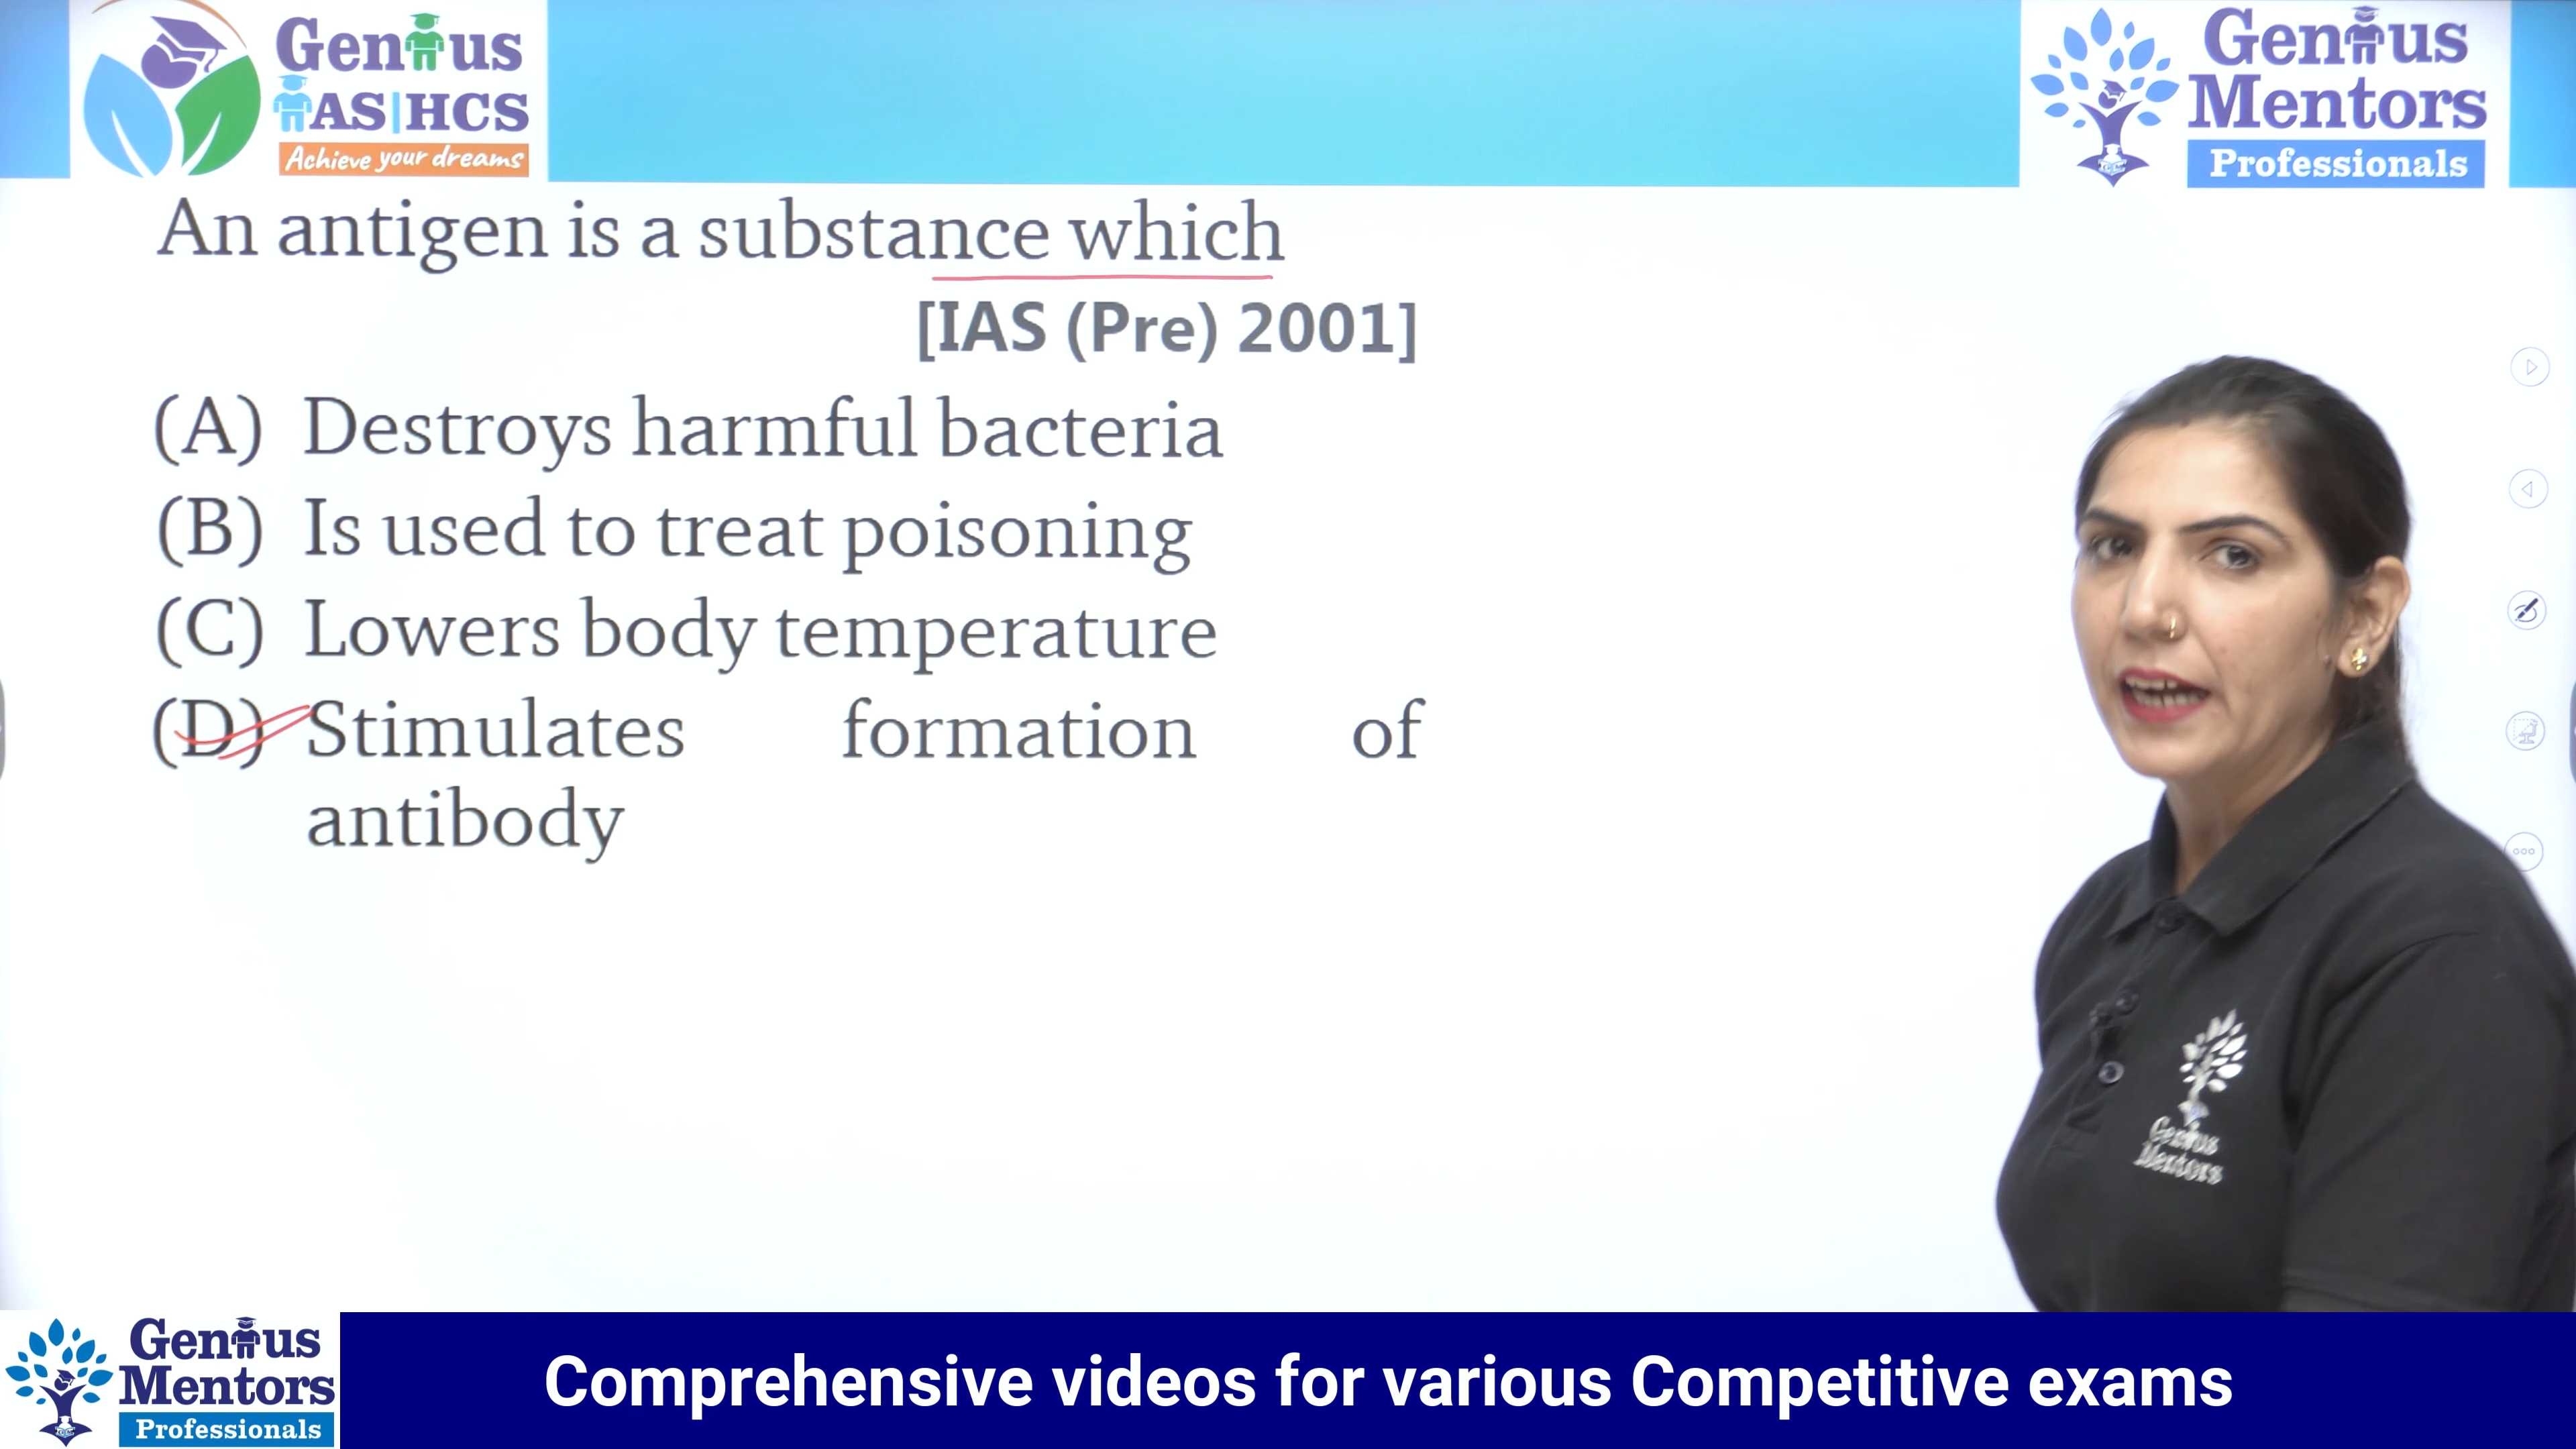 Genius
IAS|HCS
Achieve your dreams
Genius
Mentors
Professionals
An antigen is a substance which
[IAS (Pre) 2001]
(A) Destroys harmful bacteria
(B) Is used to treat poisoning
(C) Lowers body temperature
(D) Stimulates formation of
antibody
Genius
Mentors
Genius
Mentors
Professionals
Comprehensive videos for various Competitive exams